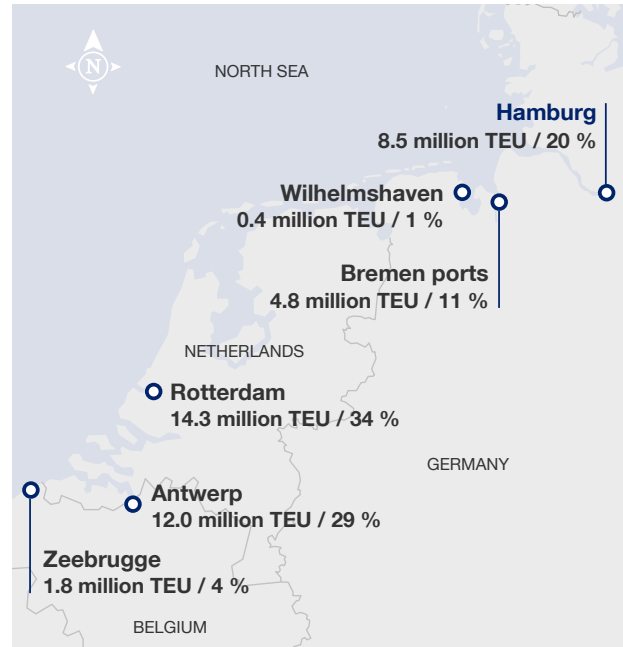 N
NORTH SEA
Hamburg
8.5 million TEU / 20 %
Wilhelmshaven
0.4 million TEU / 1 %
Bremen ports
4.8 million TEU / 11 %
NETHERLANDS
Rotterdam
14.3 million TEU / 34 %
GERMANY
Antwerp
12.0 million TEU / 29 %
Zeebrugge
1.8 million TEU / 4 %
BELGIUM